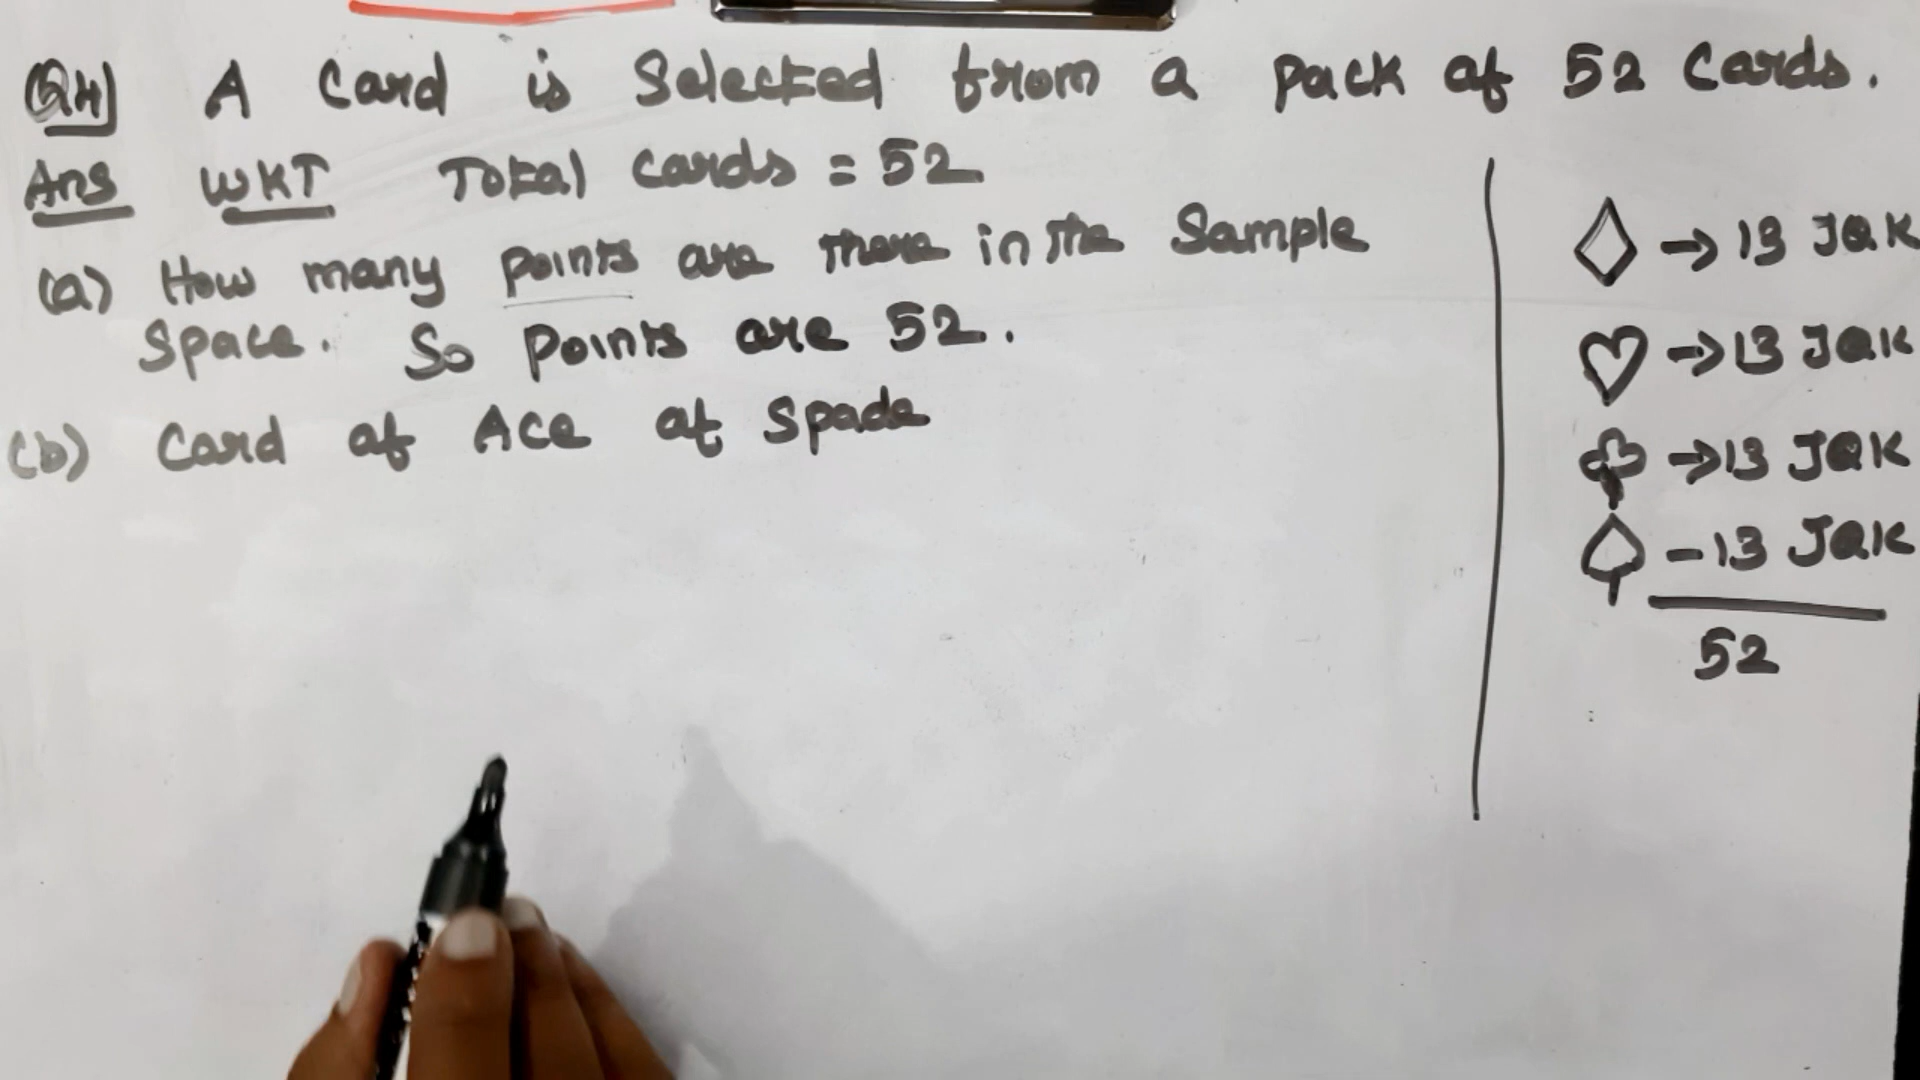 Q4) A Card is Selected from a pack of 52 Cards.
Ans WKT Total Cards = 52
(a) How many points are there in the Sample
Space. So Points are 52.
(b) Card of Ace of Spade
♢ → 13 JQK
♡ → 13 JQK
♧ → 13 JQK
♤ - 13 JQK
52